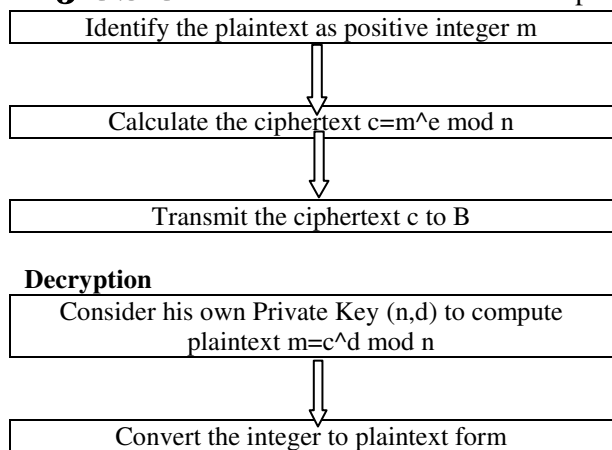 Identify the plaintext as positive integer m
Calculate the ciphertext c=m^e mod n
Transmit the ciphertext c to B
Decryption
Consider his own Private Key (n,d) to compute
plaintext m=c^d mod n
Convert the integer to plaintext form